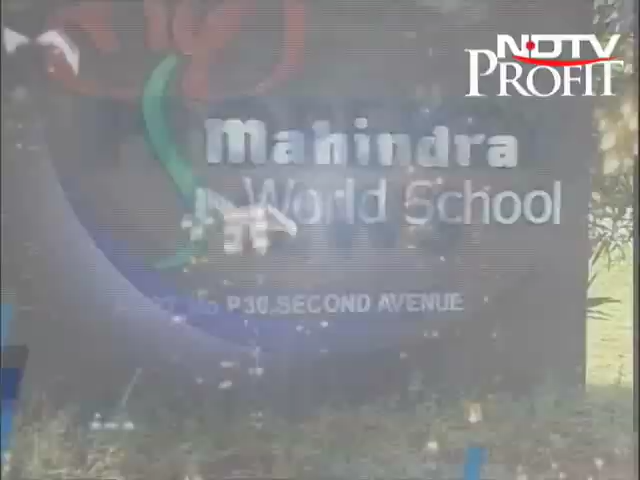 NDTV
PROFIT
Mahindra
World School
P30, SECOND AVENUE